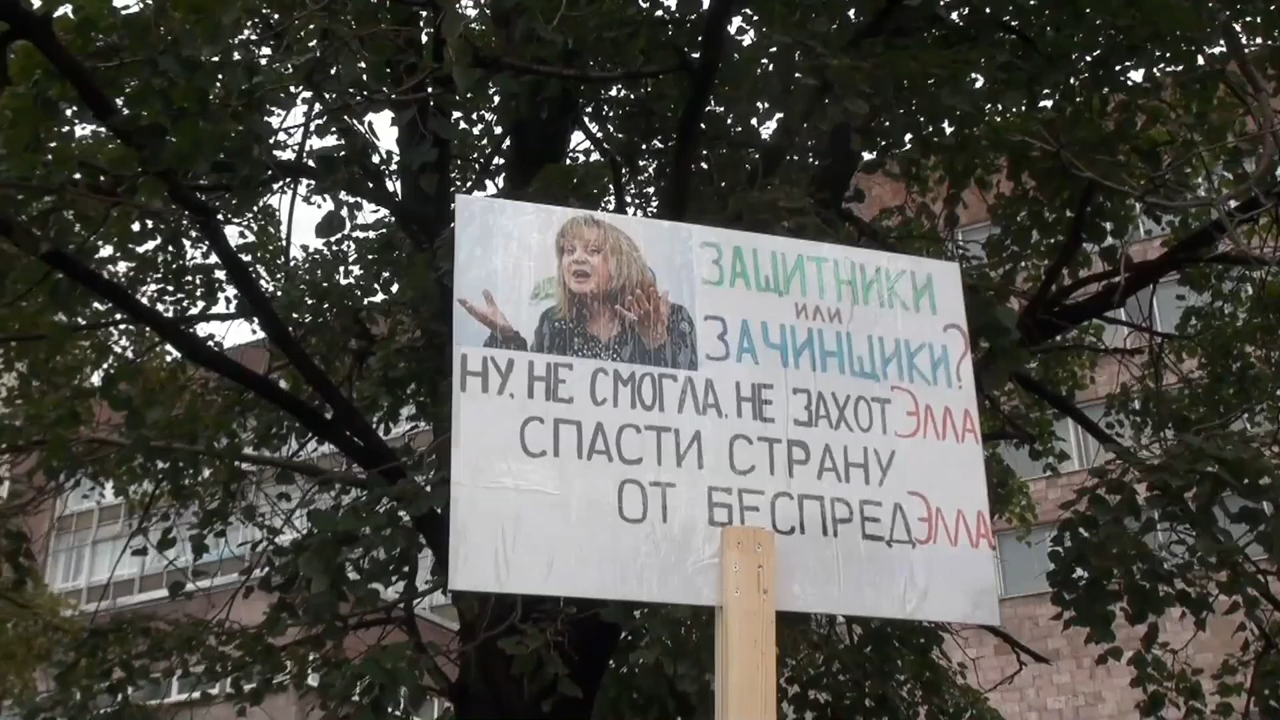 ЗАЩИТНИКИ
ИЛИ
ЗАЧИНЩИКИ?
НУ, НЕ СМОГЛА, НЕ ЗАХОТЭЛЛА
СПАСТИ СТРАНУ
ОТ БЕСПРЕДЭЛЛА